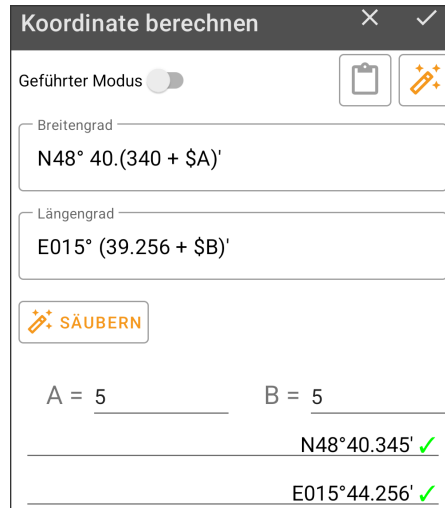 Koordinate berechnen
Geführter Modus
Breitengrad
N48° 40.(340 + $A)'
Längengrad
E015° (39.256 + $B)'
SÄUBERN
A = 5 B = 5
N48°40.345' ✓
E015°44.256' ✓